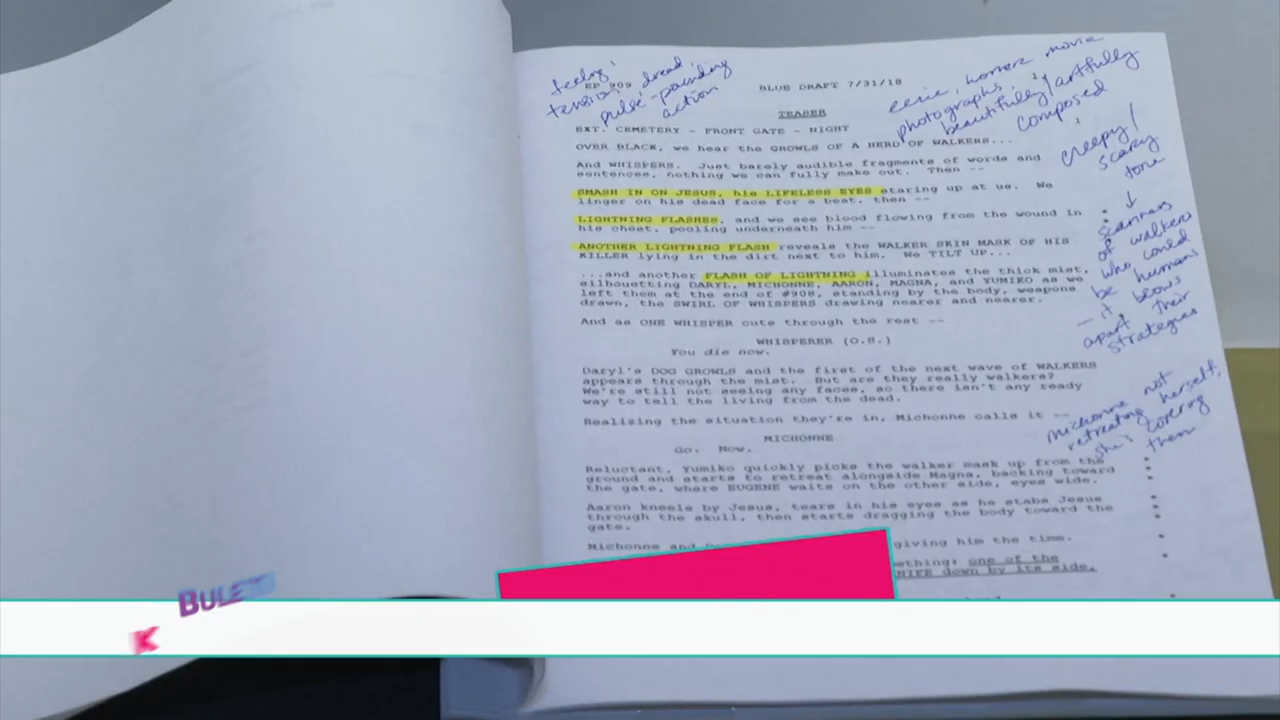 feeling:
tension, dread,
pulse-pounding
action
eerie, horror movie
photographs.
beautifully/artfully
composed
EP 909 BLUE DRAFT 7/31/18 1
TEASER
EXT. CEMETERY - FRONT GATE - NIGHT
OVER BLACK, we hear the GROWLS OF A HERD OF WALKERS...
And WHISPERS. Just barely audible fragments of words and
sentences, nothing we can fully make out. Then --
SMASH IN ON JESUS, his LIFELESS EYES staring up at us. We
linger on his dead face for a beat, then --
LIGHTNING FLASHES, and we see blood flowing from the wound in
his chest, pooling underneath him --
ANOTHER LIGHTNING FLASH reveals the WALKER SKIN MASK OF HIS
KILLER lying in the dirt next to him. We TILT UP...
...and another FLASH OF LIGHTNING illuminates the thick mist,
silhouetting DARYL, MICHONNE, AARON, MAGNA, and YUMIKO as we
left them at the end of #908, standing by the body, weapons
drawn, the SWIRL OF WHISPERS drawing nearer and nearer.
And as ONE WHISPER cuts through the rest --
WHISPERER (O.S.)
You die now.
Daryl's DOG GROWLS and the first of the next wave of WALKERS
appears through the mist. But are they really walkers?
We're still not seeing any faces, so there isn't any ready
way to tell the living from the dead.
Realizing the situation they're in, Michonne calls it --
MICHONNE
Go. Now.
Reluctant, Yumiko quickly picks the walker mask up from the
ground and starts to retreat alongside Magna, backing toward
the gate, where EUGENE waits on the other side, eyes wide.
Aaron kneels by Jesus, tears in his eyes as he stabs Jesus
through the skull, then starts dragging the body toward the
gate.
Michonne and giving him the time.
one of the
KNIFE down by its side,
creepy/
scary
tone
↓
scariness
of walkers
who could
be human
- it blows
apart their
strategies
michonne not
retreating herself,
she's covering
them
BULET
K